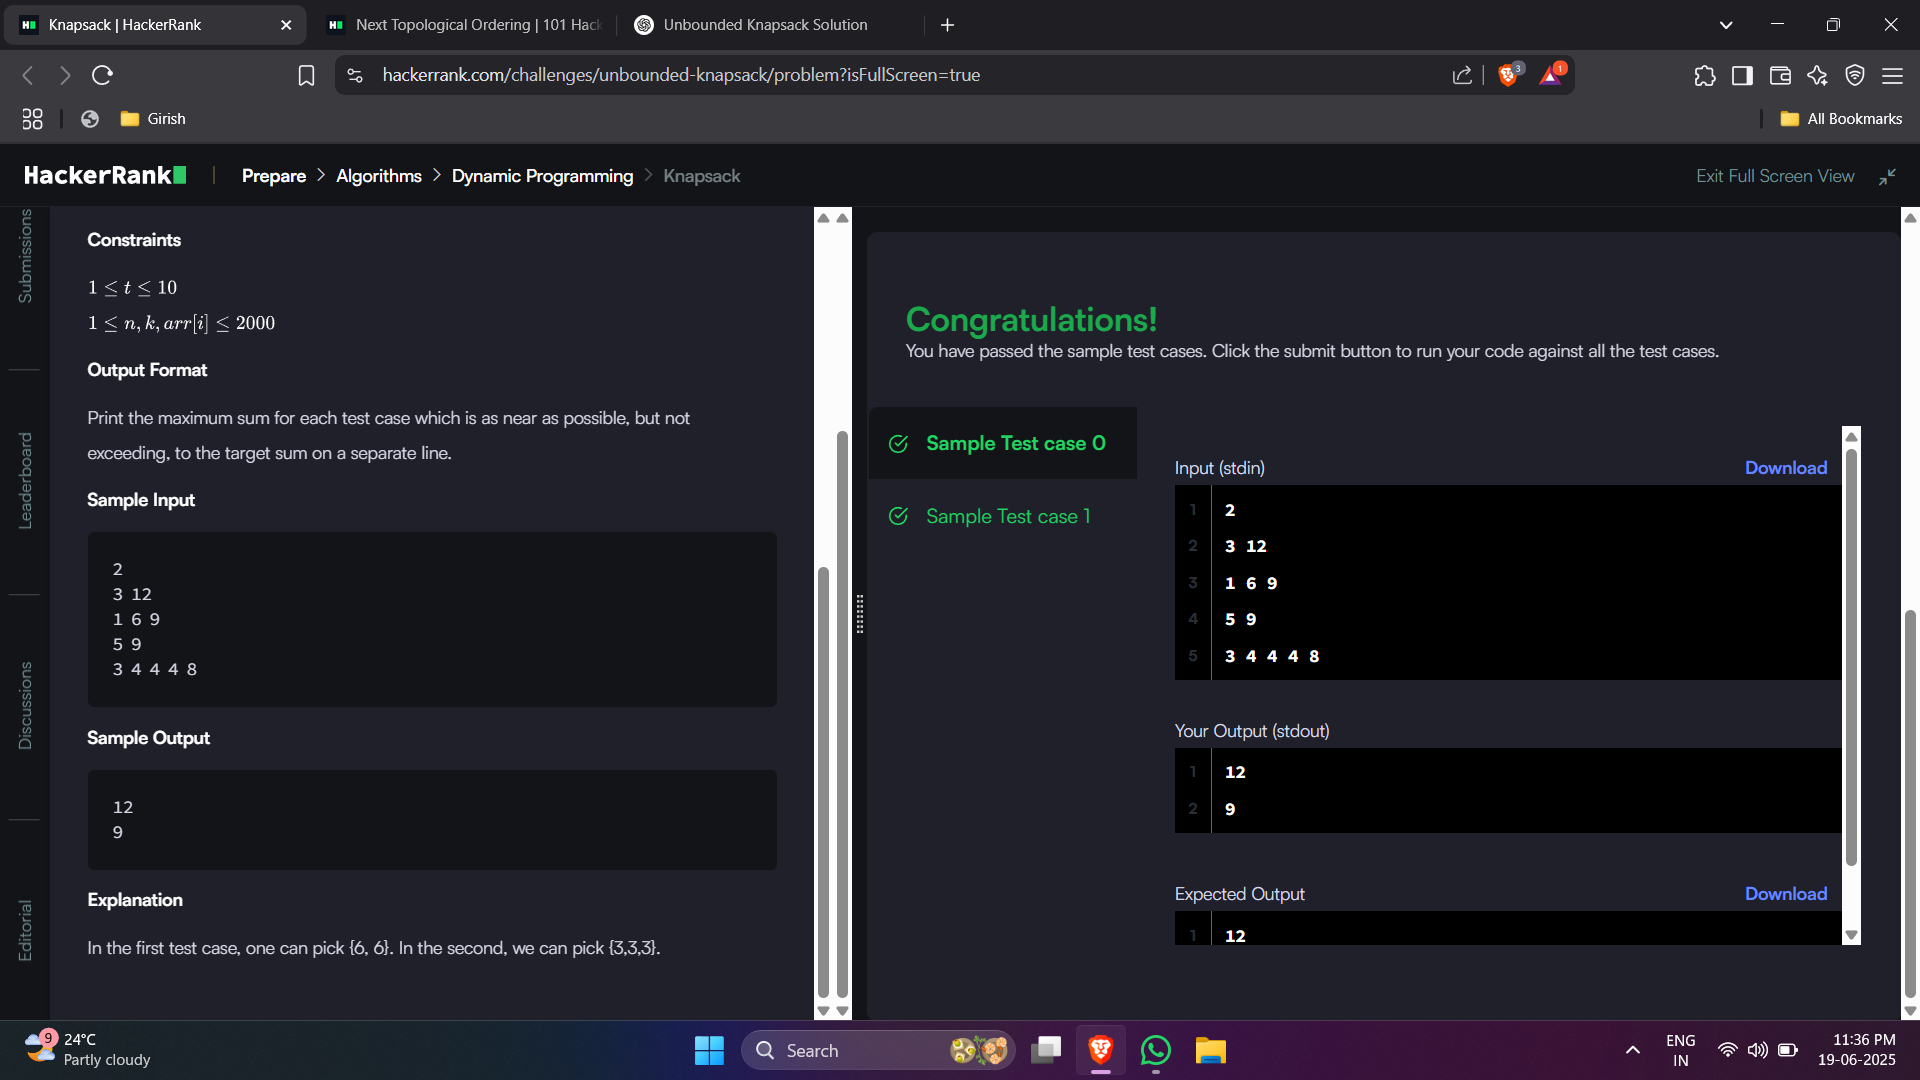 Knapsack | HackerRank
Next Topological Ordering | 101 Hack
Unbounded Knapsack Solution
hackerrank.com/challenges/unbounded-knapsack/problem?isFullScreen=true
3
1
Girish
All Bookmarks
HackerRank
Prepare > Algorithms > Dynamic Programming > Knapsack
Exit Full Screen View
Submissions
Leaderboard
Discussions
Editorial
Constraints
1 ≤ t ≤ 10
1 ≤ n, k, arr[i] ≤ 2000
Output Format
Print the maximum sum for each test case which is as near as possible, but not
exceeding, to the target sum on a separate line.
Sample Input
2
3 12
1 6 9
5 9
3 4 4 4 8
Sample Output
12
9
Explanation
In the first test case, one can pick {6, 6}. In the second, we can pick {3,3,3}.
Congratulations!
You have passed the sample test cases. Click the submit button to run your code against all the test cases.
Sample Test case 0
Sample Test case 1
Input (stdin)
Download
1 2
2 3 12
3 1 6 9
4 5 9
5 3 4 4 4 8
Your Output (stdout)
1 12
2 9
Expected Output
Download
1 12
9
24°C
Partly cloudy
Search
ENG
IN
11:36 PM
19-06-2025